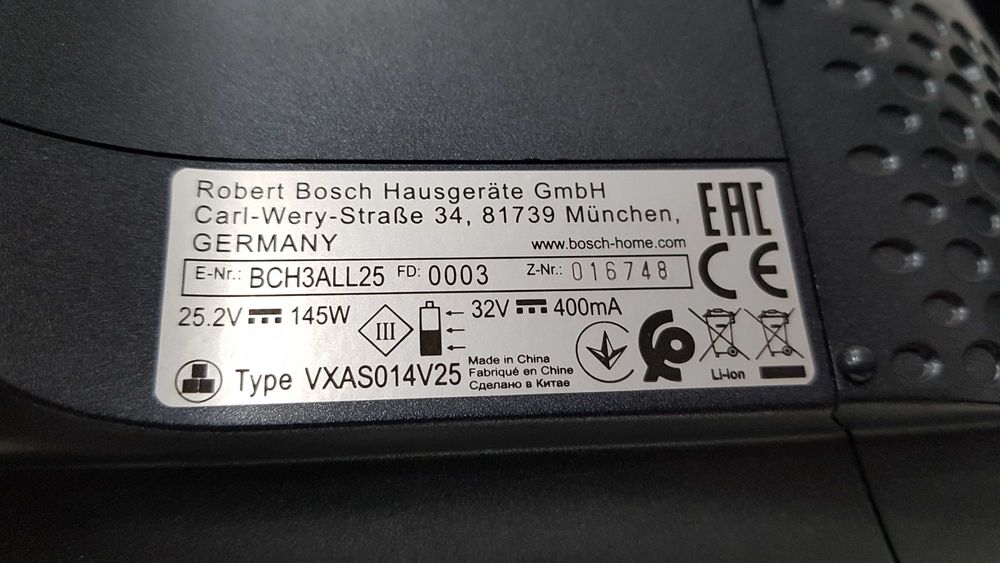 Robert Bosch Hausgeräte GmbH
Carl-Wery-Straße 34, 81739 München,
GERMANY www.bosch-home.com
E-Nr.: BCH3ALL25 FD: 0003 Z-Nr.: 016748
25.2V 145W III 32V 400mA
Type VXAS014V25
Made in China
Fabriqué en Chine
Сделано в Китае
EAC
CE
Li-Ion